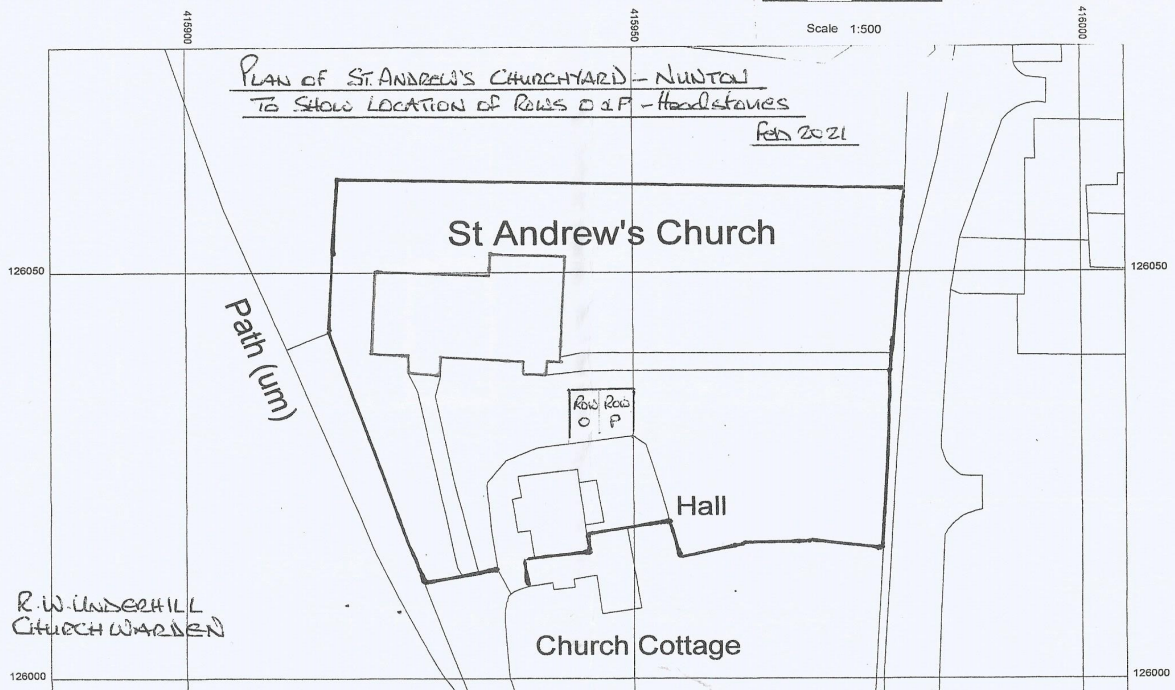 415900
415950
416000
Scale 1:500
PLAN OF ST. ANDREW'S CHURCHYARD – NUNTON
TO SHOW LOCATION OF ROWS O & P – Headstones
FEB 2021
St Andrew's Church
126050
126050
Path (um)
ROW O
ROW P
Hall
R.W. UNDERHILL
CHURCH WARDEN
Church Cottage
126000
126000